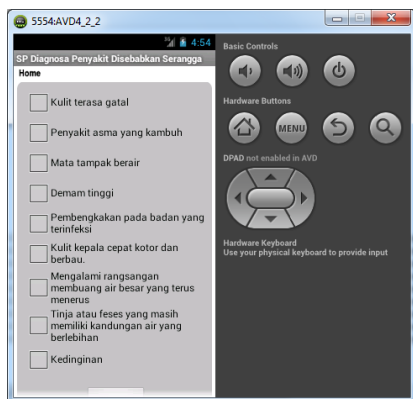 5554:AVD4_2_2
3G 4:54
SP Diagnosa Penyakit Disebabkan Serangga
Home
Kulit terasa gatal
Penyakit asma yang kambuh
Mata tampak berair
Demam tinggi
Pembengkakan pada badan yang
terinfeksi
Kulit kepala cepat kotor dan
berbau.
Mengalami rangsangan
membuang air besar yang terus
menerus
Tinja atau feses yang masih
memiliki kandungan air yang
berlebihan
Kedinginan
Basic Controls
Hardware Buttons
MENU
DPAD not enabled in AVD
Hardware Keyboard
Use your physical keyboard to provide input